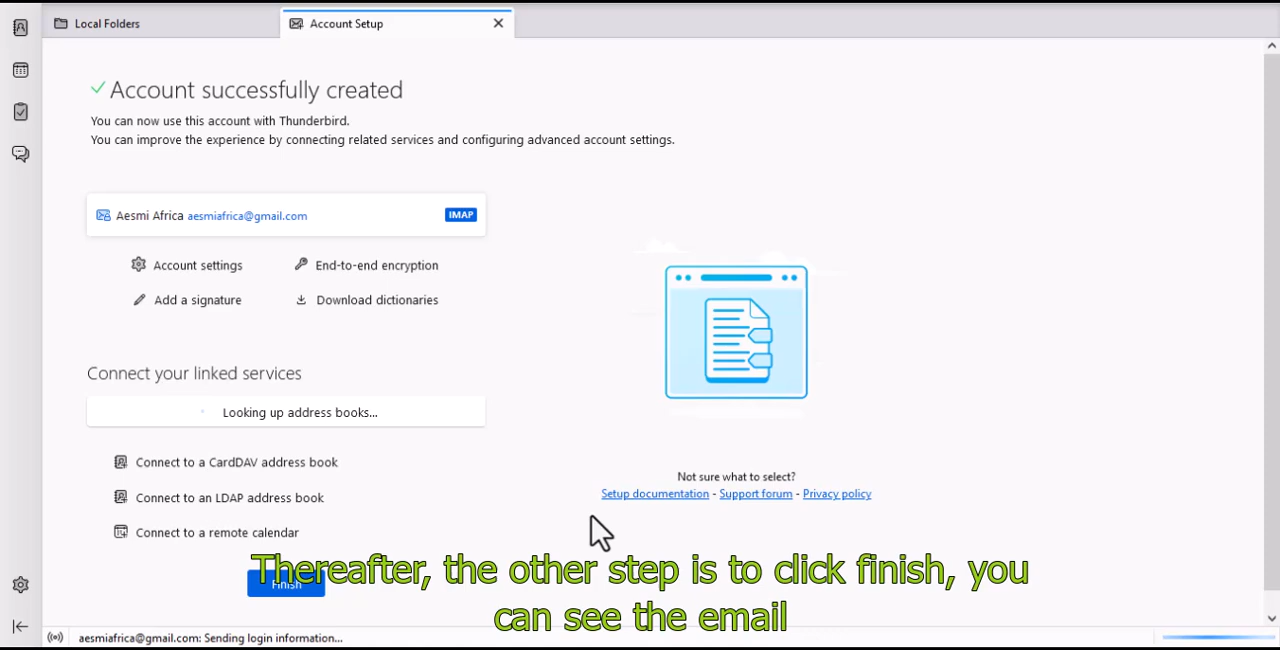 Local Folders
Account Setup
Account successfully created
You can now use this account with Thunderbird.
You can improve the experience by connecting related services and configuring advanced account settings.
Aesmi Africa aesmiafrica@gmail.com IMAP
Account settings
End-to-end encryption
Add a signature
Download dictionaries
Connect your linked services
Looking up address books...
Connect to a CardDAV address book
Connect to an LDAP address book
Connect to a remote calendar
Not sure what to select?
Setup documentation - Support forum - Privacy policy
Finish
Thereafter, the other step is to click finish, you
can see the email
aesmiafrica@gmail.com: Sending login information...